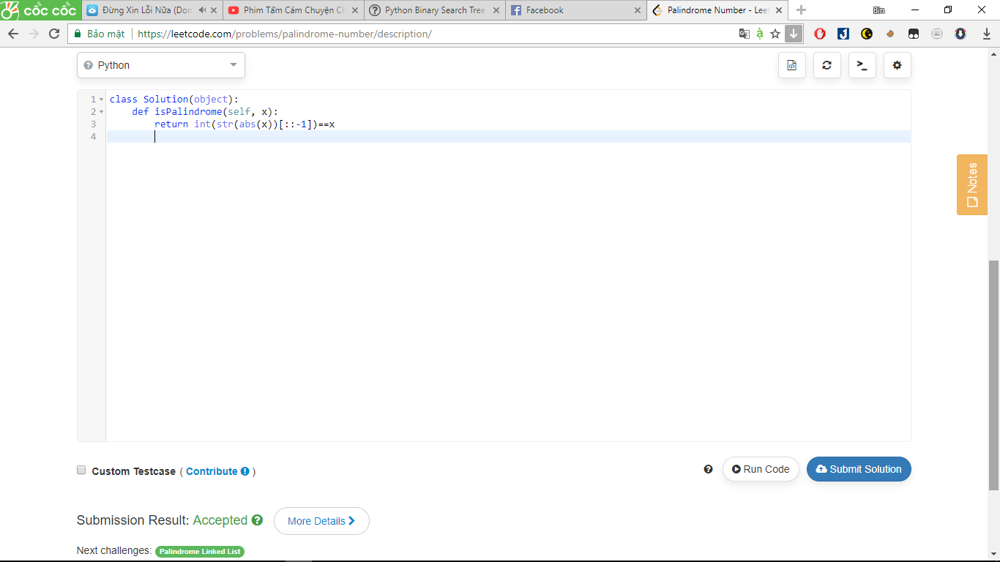 cốc cốc
Đừng Xin Lỗi Nữa (Don
Phim Tấm Cám Chuyện Ch
Python Binary Search Tree
Facebook
Palindrome Number - Leet
Bin
Bảo mật
https://leetcode.com/problems/palindrome-number/description/
Python
1 class Solution(object):
2 def isPalindrome(self, x):
3 return int(str(abs(x))[::-1])==x
4
Notes
Custom Testcase ( Contribute )
Run Code
Submit Solution
Submission Result: Accepted
More Details
Next challenges: Palindrome Linked List